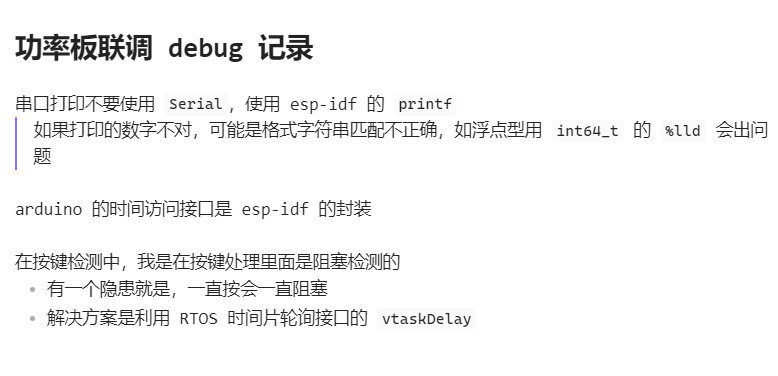 功率板联调 debug 记录
串口打印不要使用 Serial，使用 esp-idf 的 printf
如果打印的数字不对，可能是格式字符串匹配不正确，如浮点型用 int64_t 的 %lld 会出问
题
arduino 的时间访问接口是 esp-idf 的封装
在按键检测中，我是在按键处理里面是阻塞检测的
• 有一个隐患就是，一直按会一直阻塞
• 解决方案是利用 RTOS 时间片轮询接口的 vtaskDelay